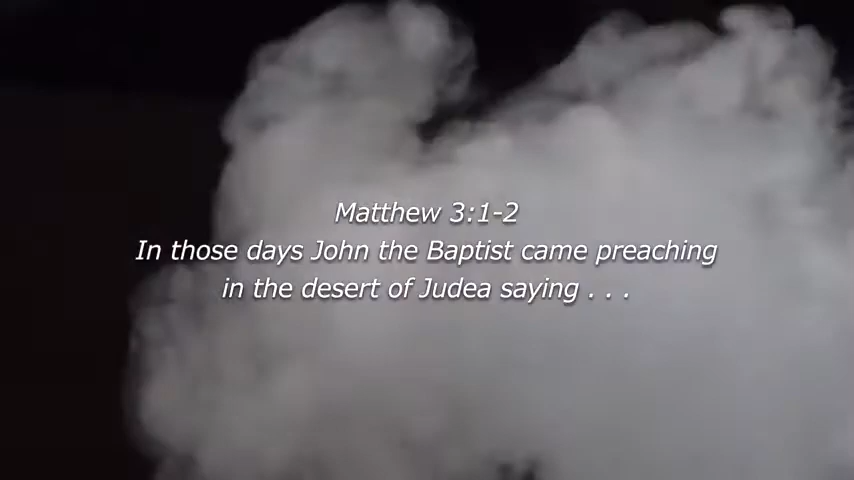 Matthew 3:1-2
In those days John the Baptist came preaching
in the desert of Judea saying . . .